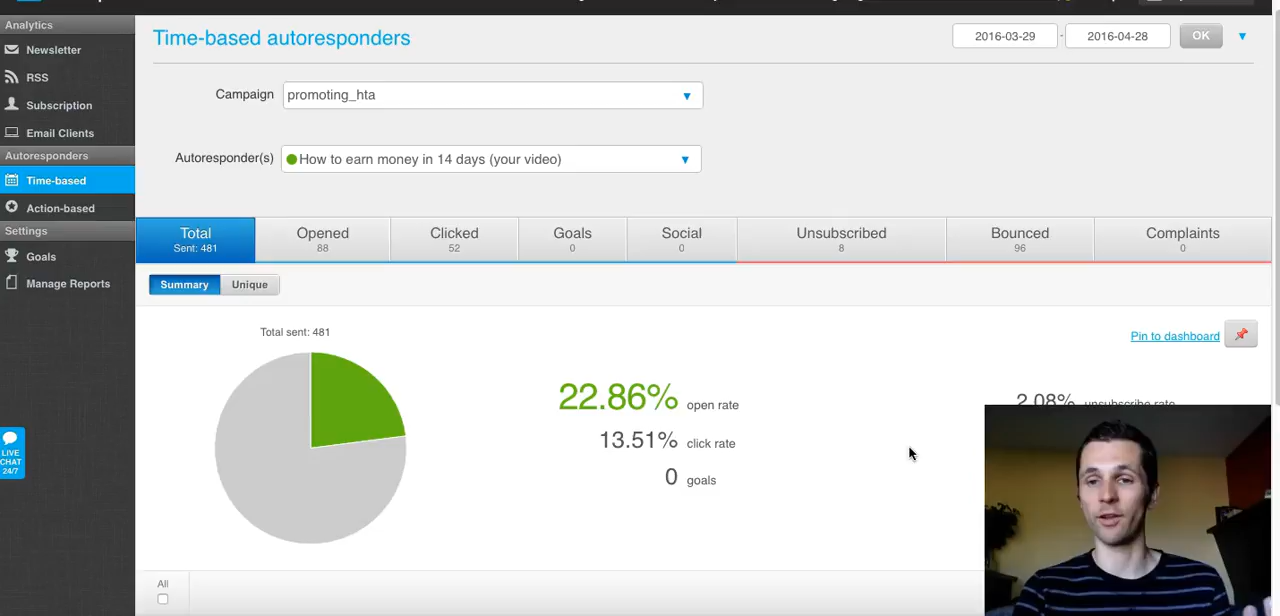 Analytics
Newsletter
RSS
Subscription
Email Clients
Autoresponders
Time-based
Action-based
Settings
Goals
Manage Reports
LIVE
CHAT
24/7
Time-based autoresponders
2016-03-29 - 2016-04-28 OK
Campaign promoting_hta
Autoresponder(s) How to earn money in 14 days (your video)
Total Opened Clicked Goals Social Unsubscribed Bounced Complaints
Sent: 481 88 52 0 0 8 96 0
Summary Unique
Total sent: 481
Pin to dashboard
22.86% open rate
2.08% unsubscribe rate
13.51% click rate
0 goals
All